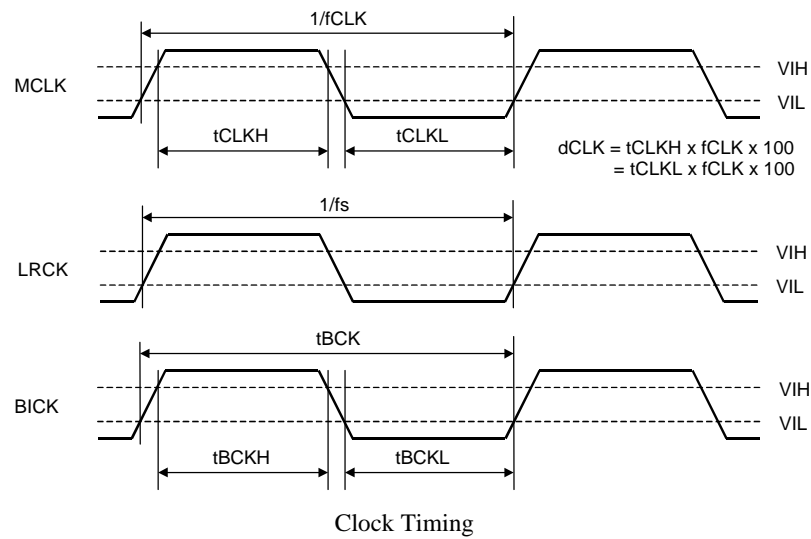 1/fCLK
MCLK
VIH
VIL
tCLKH
tCLKL
dCLK = tCLKH x fCLK x 100
= tCLKL x fCLK x 100
1/fs
LRCK
VIH
VIL
tBCK
BICK
VIH
VIL
tBCKH
tBCKL
Clock Timing